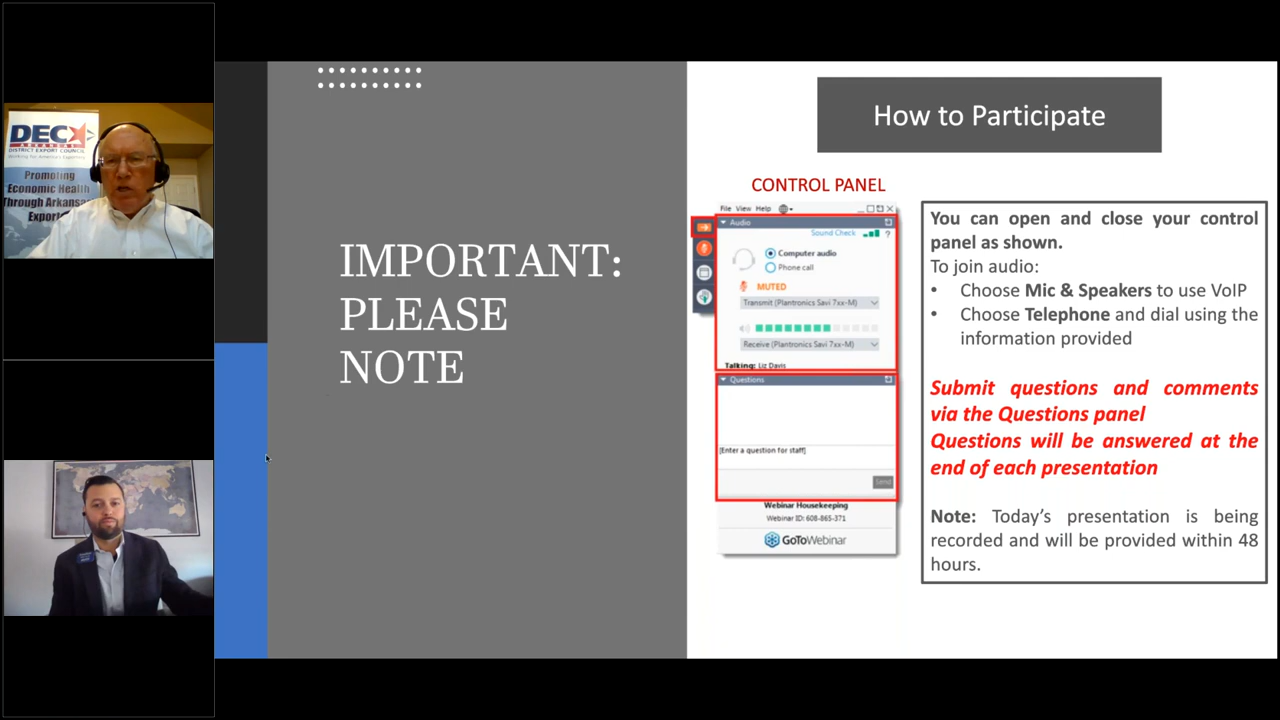 DEC
ARKANSAS
DISTRICT EXPORT COUNCIL
Promoting
Economic Health
Through Arkansas
Export
IMPORTANT:
PLEASE
NOTE
How to Participate
CONTROL PANEL
File View Help
Audio
Sound Check ?
Computer audio
Phone call
MUTED
Transmit (Plantronics Savi 7xx-M)
Receive (Plantronics Savi 7xx-M)
Talking: Liz Davis
Questions
[Enter a question for staff]
Send
Webinar Housekeeping
Webinar ID: 608-865-371
GoToWebinar
You can open and close your control
panel as shown.
To join audio:
• Choose Mic & Speakers to use VoIP
• Choose Telephone and dial using the
information provided
Submit questions and comments
via the Questions panel
Questions will be answered at the
end of each presentation
Note: Today’s presentation is being
recorded and will be provided within 48
hours.